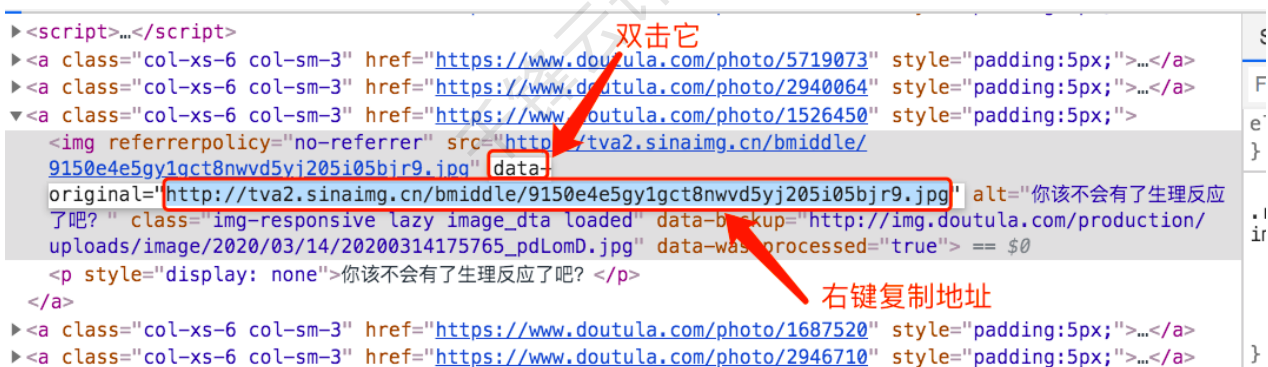 ▶<script>…</script>
双击它
▶<a class="col-xs-6 col-sm-3" href="https://www.doutula.com/photo/5719073" style="padding:5px;">…</a>
▶<a class="col-xs-6 col-sm-3" href="https://www.doutula.com/photo/2940064" style="padding:5px;">…</a>
▼<a class="col-xs-6 col-sm-3" href="https://www.doutula.com/photo/1526450" style="padding:5px;">
<img referrerpolicy="no-referrer" src="http://tva2.sinaimg.cn/bmiddle/
9150e4e5gy1gct8nwvd5yj205i05bjr9.jpg" data-
original="http://tva2.sinaimg.cn/bmiddle/9150e4e5gy1gct8nwvd5yj205i05bjr9.jpg" alt="你该不会有了生理反应
了吧？" class="img-responsive lazy image_dta loaded" data-backup="http://img.doutula.com/production/
uploads/image/2020/03/14/20200314175765_pdLomD.jpg" data-was-processed="true"> == $0
<p style="display: none">你该不会有了生理反应了吧？</p>
右键复制地址
</a>
▶<a class="col-xs-6 col-sm-3" href="https://www.doutula.com/photo/1687520" style="padding:5px;">…</a>
▶<a class="col-xs-6 col-sm-3" href="https://www.doutula.com/photo/2946710" style="padding:5px;">…</a>